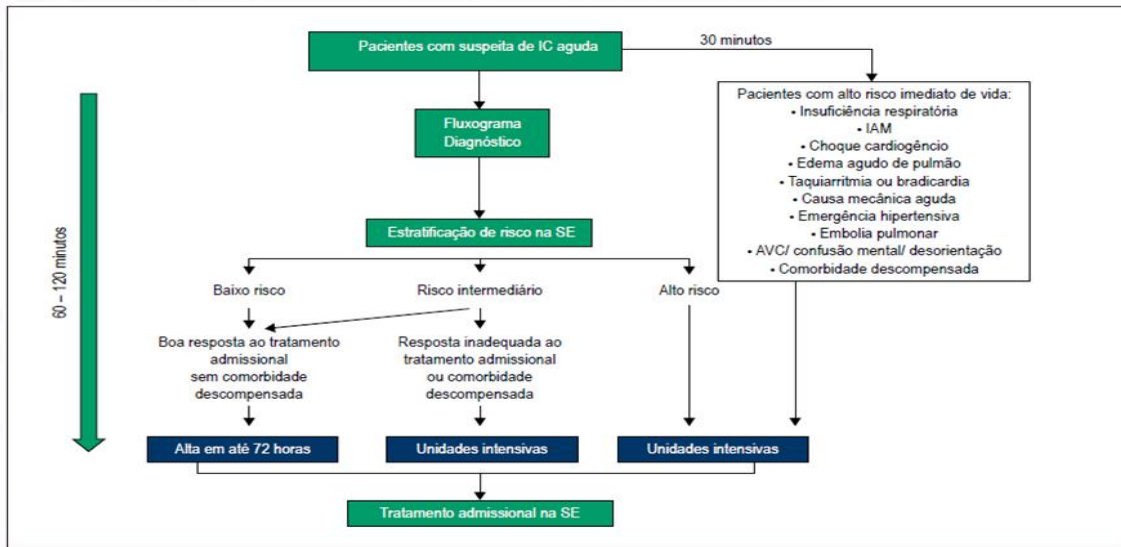 Pacientes com suspeita de IC aguda
30 minutos
Pacientes com alto risco imediato de vida:
• Insuficiência respiratória
• IAM
• Choque cardiogêncio
• Edema agudo de pulmão
• Taquiarritmia ou bradicardia
• Causa mecânica aguda
• Emergência hipertensiva
• Embolia pulmonar
• AVC/ confusão mental/ desorientação
• Comorbidade descompensada
Fluxograma
Diagnóstico
60 – 120 minutos
Estratificação de risco na SE
Baixo risco
Risco intermediário
Alto risco
Boa resposta ao tratamento
admissional
sem comorbidade
descompensada
Resposta inadequada ao
tratamento admissional
ou comorbidade
descompensada
Alta em até 72 horas
Unidades intensivas
Unidades intensivas
Tratamento admissional na SE